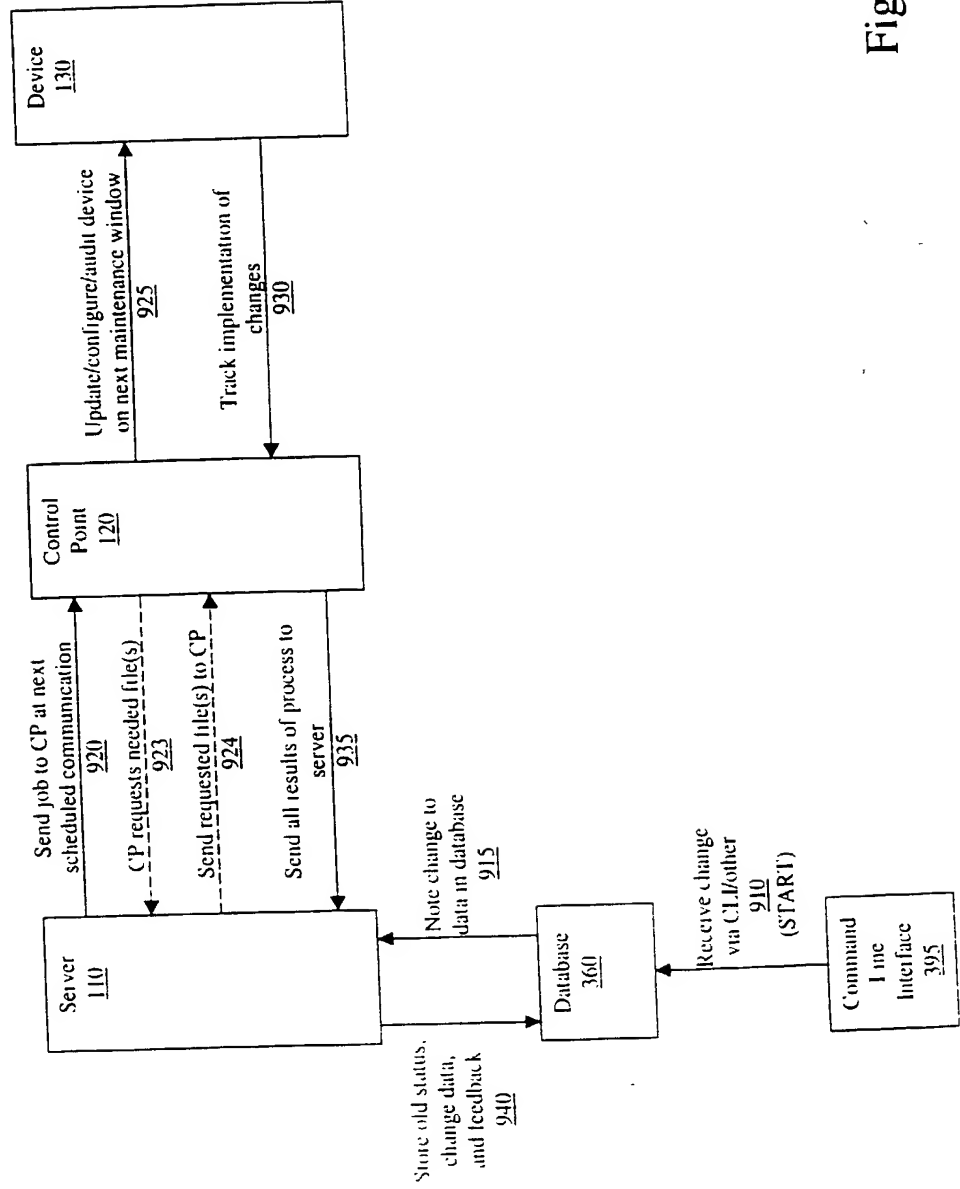 Device
130
Update/configure/audit device
on next maintenance window
925
Track implementation of
changes
930
Control
Point
120
Send job to CP at next
scheduled communication
920
CP requests needed file(s)
923
Send requested file(s) to CP
924
Send all results of process to
server
935
Server
110
Note change to
data in database
915
Store old status,
change data,
and feedback
940
Database
360
Receive change
via CLI/other
910
(START)
Command
Line
Interface
395
Fig